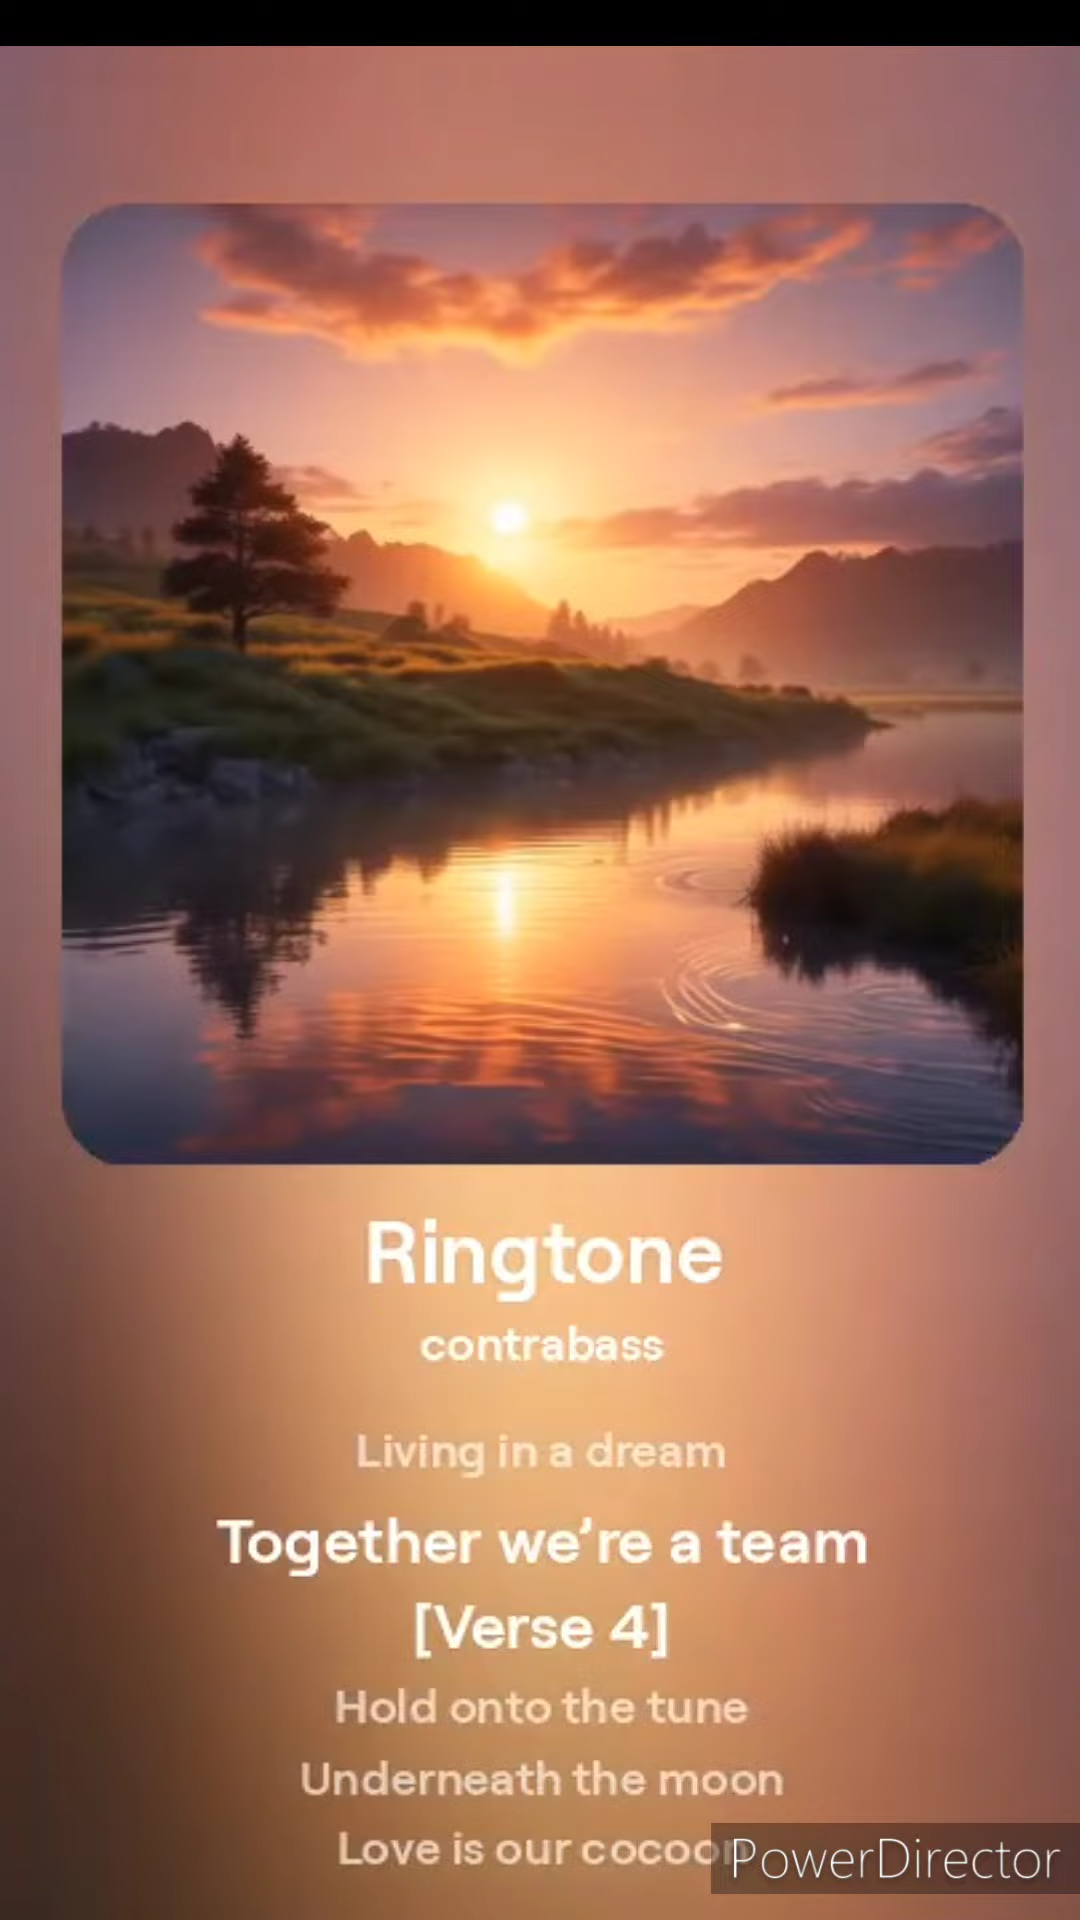 Ringtone
contrabass
Living in a dream
Together we’re a team
[Verse 4]
Hold onto the tune
Underneath the moon
Love is our cocoon
PowerDirector